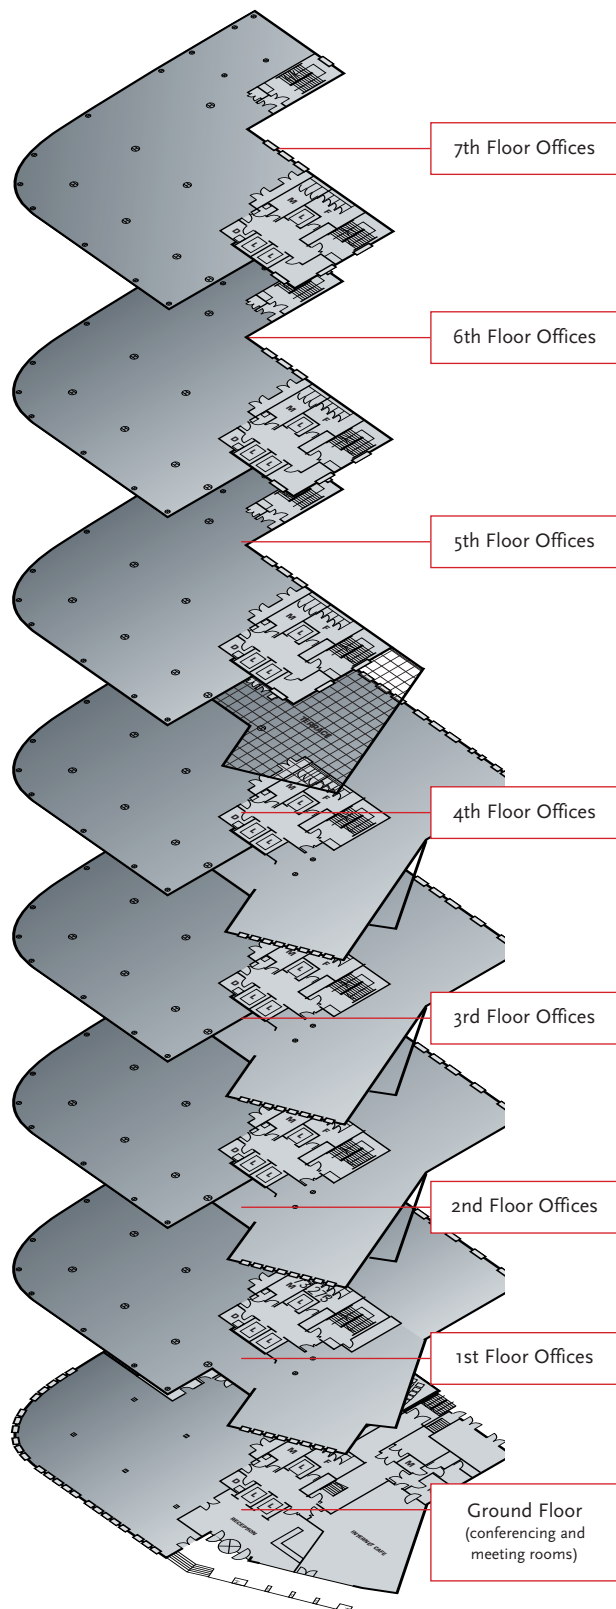 7th Floor Offices
6th Floor Offices
5th Floor Offices
TERRACE
4th Floor Offices
3rd Floor Offices
2nd Floor Offices
1st Floor Offices
Ground Floor
(conferencing and
meeting rooms)
RECEPTION
INTERNET CAFE